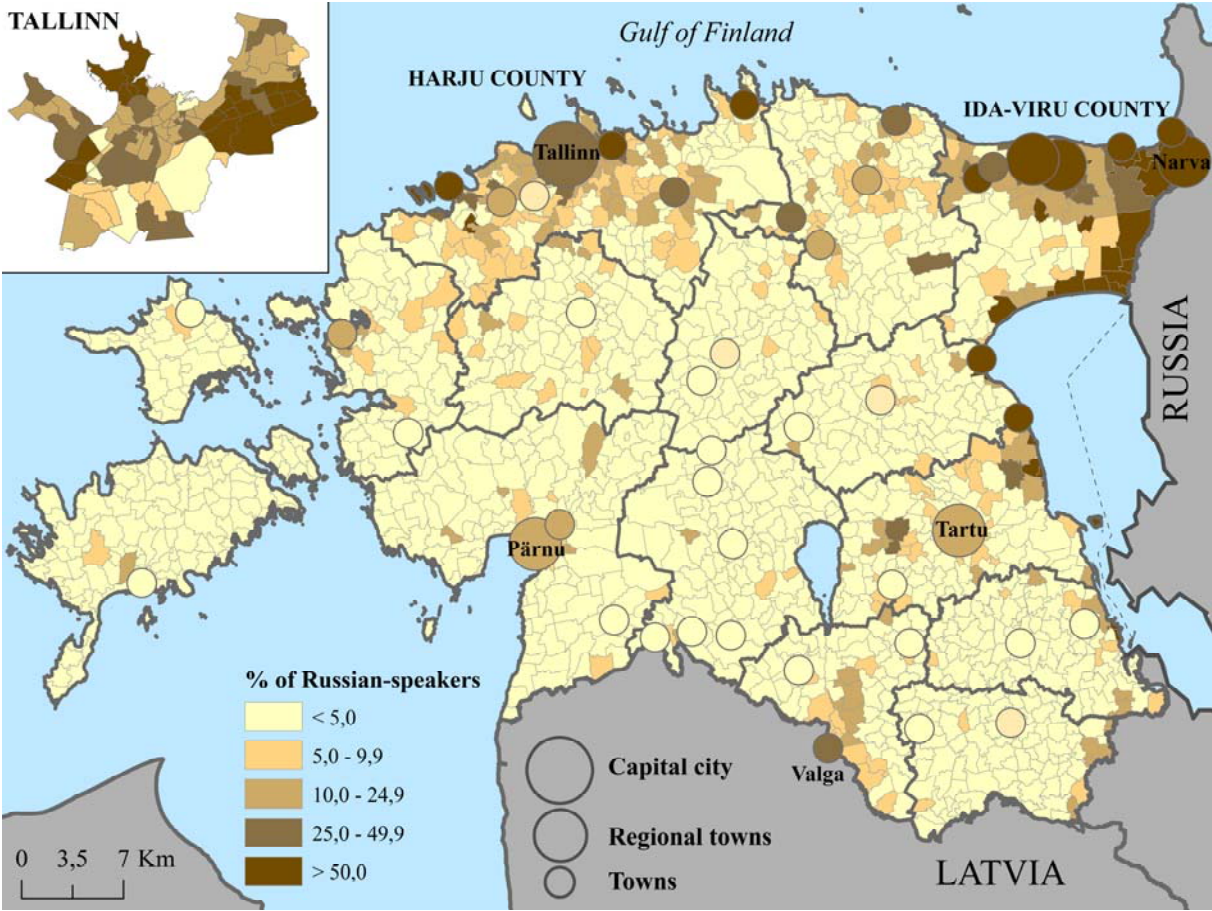 TALLINN
Gulf of Finland
HARJU COUNTY
IDA-VIRU COUNTY
Tallinn
Narva
RUSSIA
Pärnu
Tartu
Valga
LATVIA
% of Russian-speakers
< 5,0
5,0 - 9,9
10,0 - 24,9
25,0 - 49,9
> 50,0
Capital city
Regional towns
Towns
0 3,5 7 Km